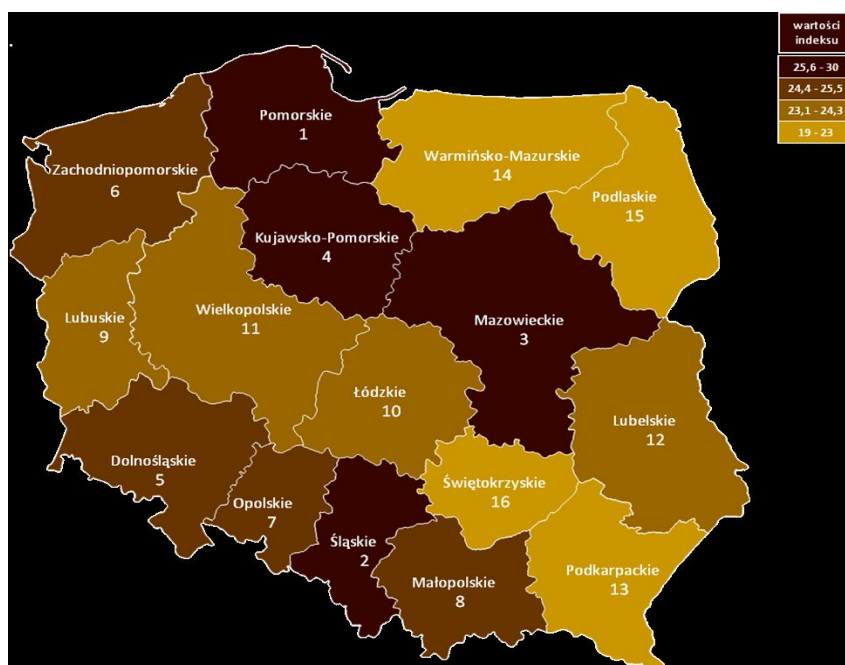 wartości
indeksu
25,6 - 30
24,4 - 25,5
23,1 - 24,3
19 - 23
Pomorskie
1
Warmińsko-Mazurskie
14
Zachodniopomorskie
6
Podlaskie
15
Kujawsko-Pomorskie
4
Wielkopolskie
11
Lubuskie
9
Mazowieckie
3
Łódzkie
10
Lubelskie
12
Dolnośląskie
5
Świętokrzyskie
16
Opolskie
7
Śląskie
2
Małopolskie
8
Podkarpackie
13